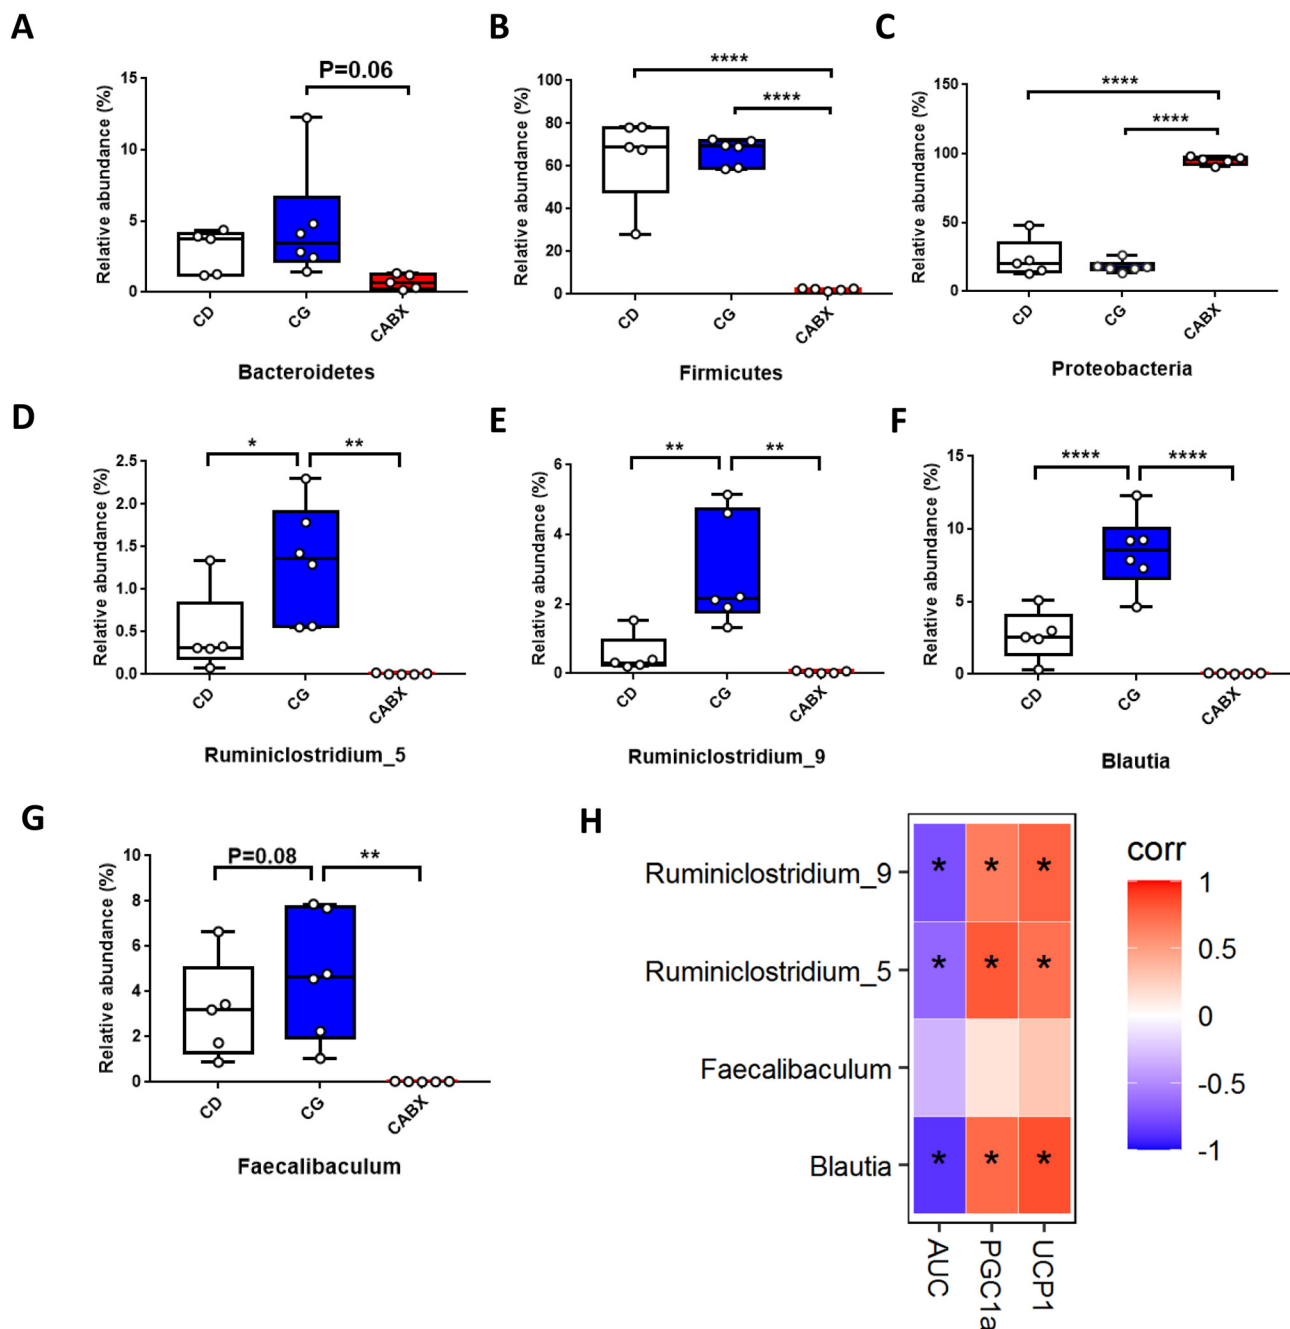 A
Relative abundance (%)
15
10
5
0
P=0.06
CD
CG
CABX
Bacteroidetes
B
Relative abundance (%)
100
80
60
40
20
0
****
****
CD
CG
CABX
Firmicutes
C
Relative abundance (%)
150
100
50
0
****
****
CD
CG
CABX
Proteobacteria
D
Relative abundance (%)
2.5
2.0
1.5
1.0
0.5
0.0
*
**
CD
CG
CABX
Ruminiclostridium_5
E
Relative abundance (%)
6
4
2
0
**
**
CD
CG
CABX
Ruminiclostridium_9
F
Relative abundance (%)
15
10
5
0
****
****
CD
CG
CABX
Blautia
G
Relative abundance (%)
10
8
6
4
2
0
P=0.08
**
CD
CG
CABX
Faecalibaculum
H
Ruminiclostridium_9
* * *
Ruminiclostridium_5
* * *
Faecalibaculum
Blautia
* * *
AUC
PGC1a
UCP1
corr
1
0.5
0
-0.5
-1